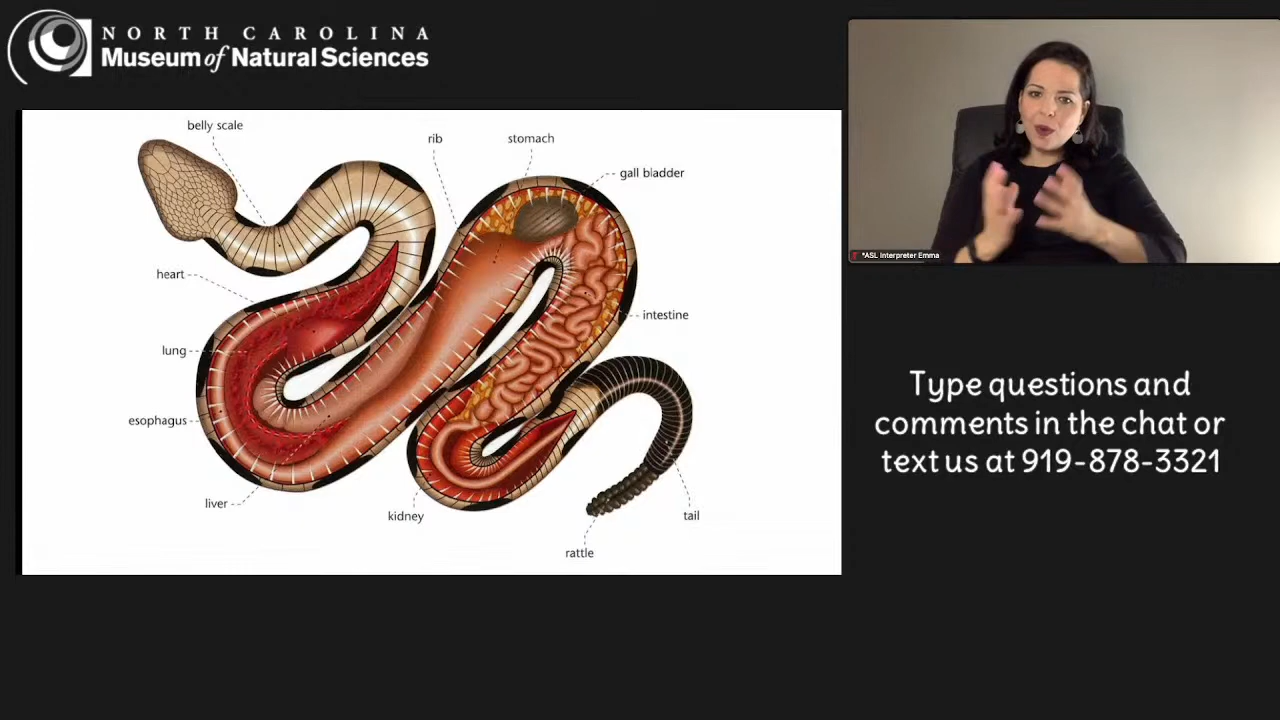 NORTH CAROLINA
Museum of Natural Sciences
belly scale
rib
stomach
gall bladder
heart
intestine
lung
esophagus
liver
kidney
tail
rattle
*ASL Interpreter Emma
Type questions and
comments in the chat or
text us at 919-878-3321